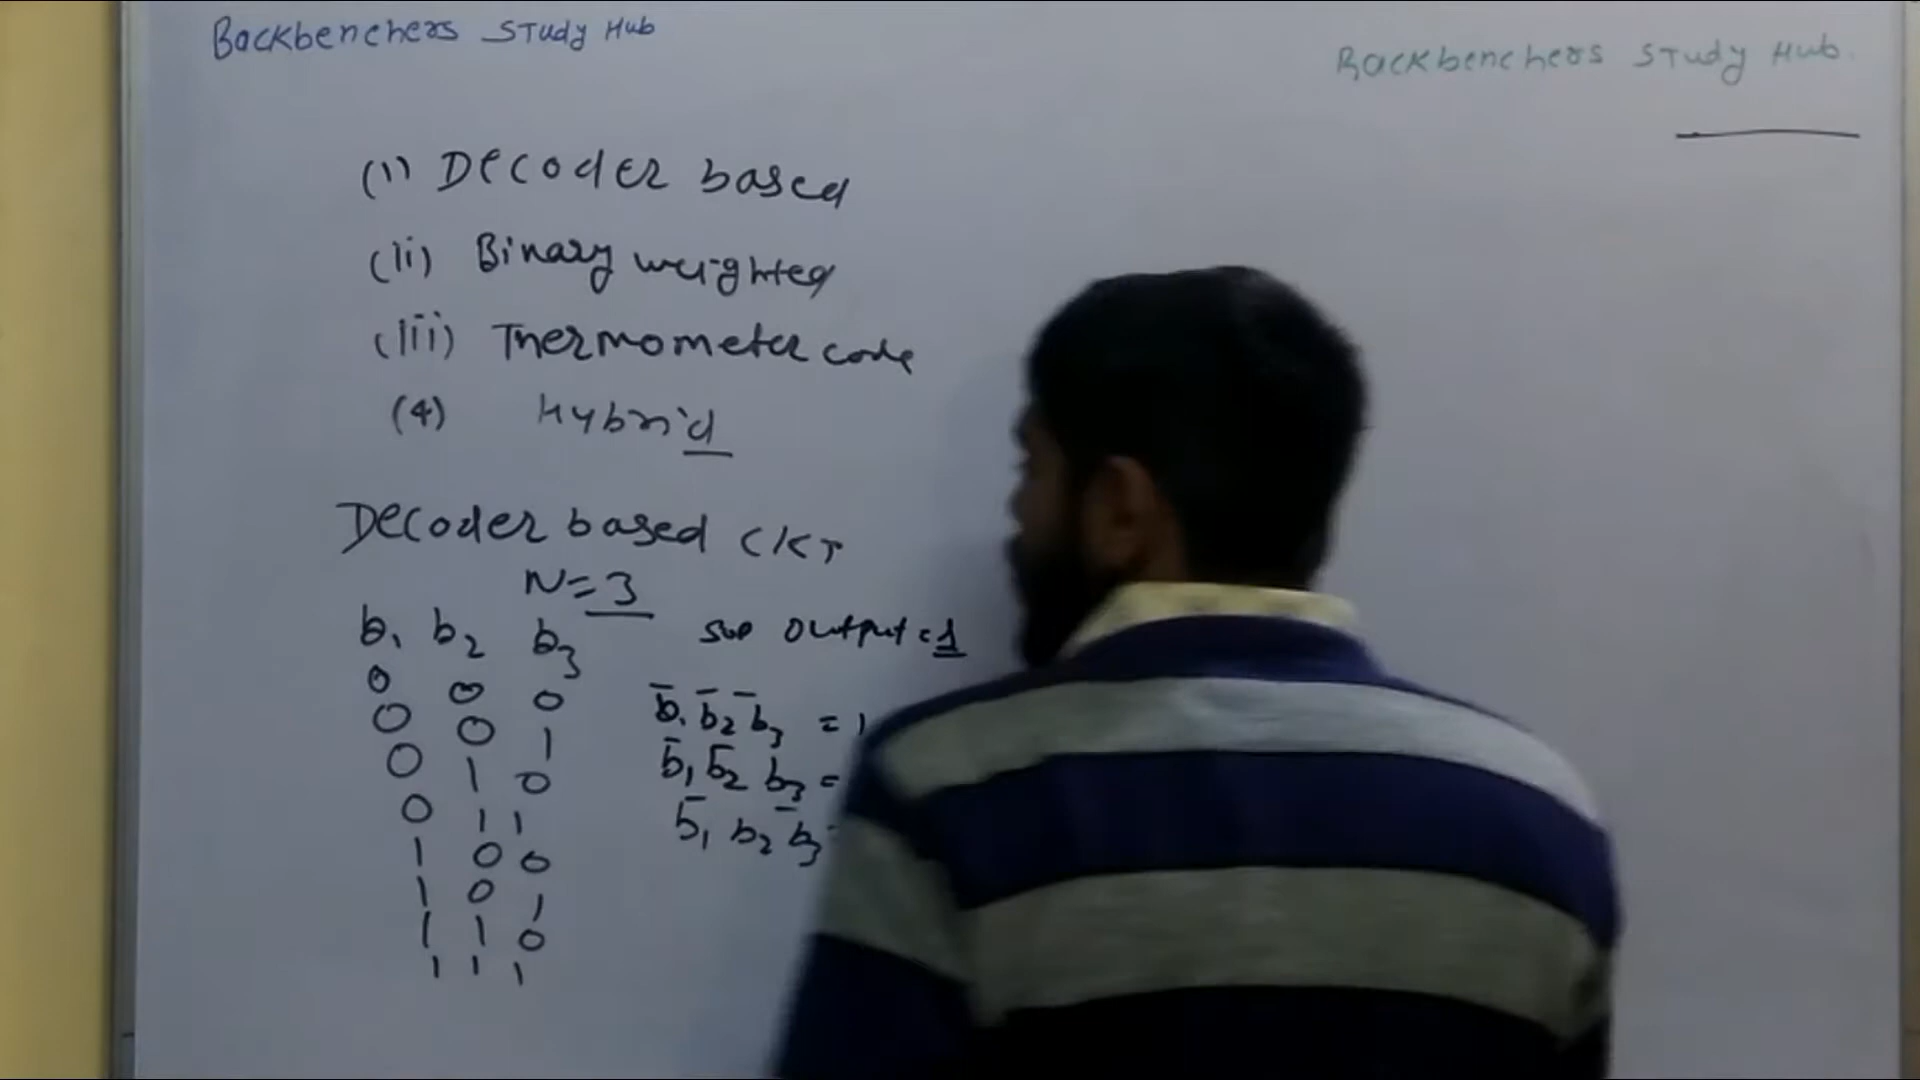 Backbenchers Study Hub
Backbenchers Study Hub.
(1) Decoder based
(ii) Binary weighted
(iii) Thermometer code
(4) Hybrid
Decoder based CKT
N=3
b₁ b₂ b₃ output = 1
0 0 0 b̄₁ b̄₂ b̄₃ = 1
0 0 1 b̄₁ b̄₂ b₃ =
0 1 0 b̄₁ b₂ b̄₃ =
0 1 1
1 0 0
1 0 1
1 1 0
1 1 1